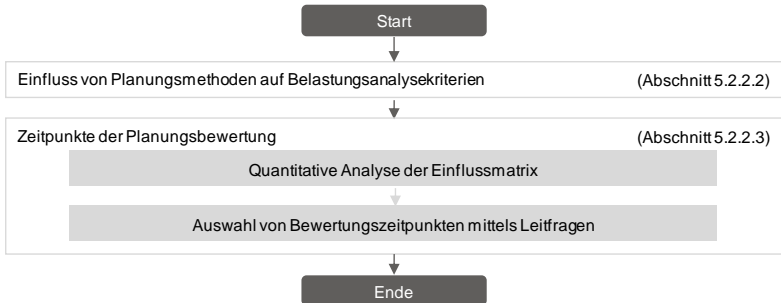 Start
Einfluss von Planungsmethoden auf Belastungsanalysekriterien (Abschnitt 5.2.2.2)
Zeitpunkte der Planungsbewertung (Abschnitt 5.2.2.3)
Quantitative Analyse der Einflussmatrix
Auswahl von Bewertungszeitpunkten mittels Leitfragen
Ende